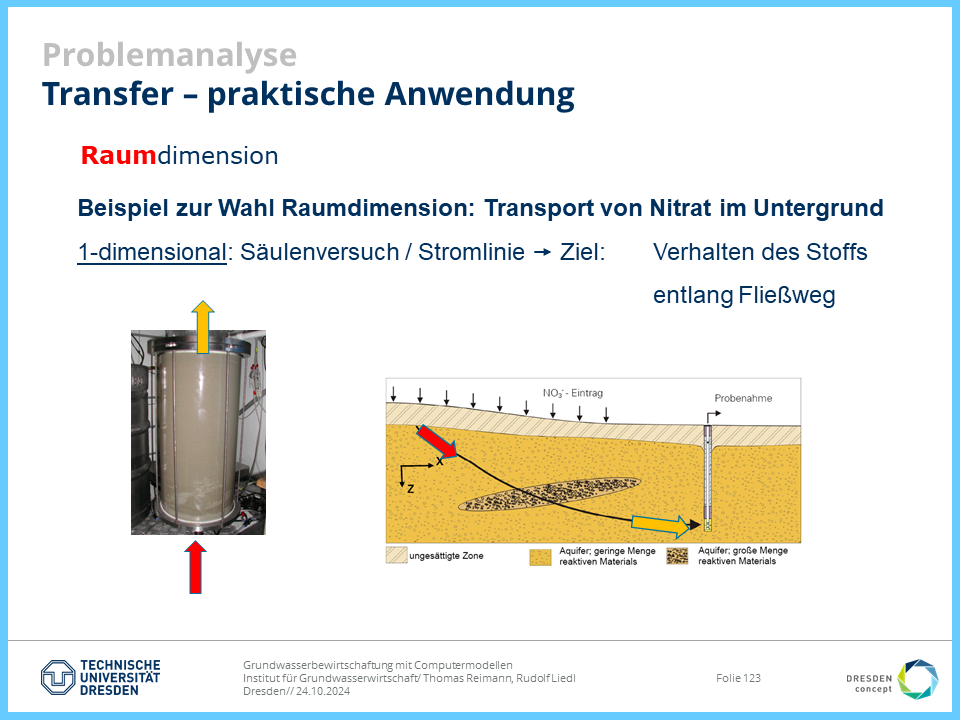 Problemanalyse
Transfer – praktische Anwendung
Raumdimension
Beispiel zur Wahl Raumdimension: Transport von Nitrat im Untergrund
1-dimensional: Säulenversuch / Stromlinie → Ziel: Verhalten des Stoffs
entlang Fließweg
NO₃⁻ - Eintrag
Probenahme
X
Z
ungesättigte Zone
Aquifer; geringe Menge
reaktiven Materials
Aquifer; große Menge
reaktiven Materials
TECHNISCHE
UNIVERSITÄT
DRESDEN
Grundwasserbewirtschaftung mit Computermodellen
Institut für Grundwasserwirtschaft/ Thomas Reimann, Rudolf Liedl
Dresden// 24.10.2024
Folie 123
DRESDEN
concept